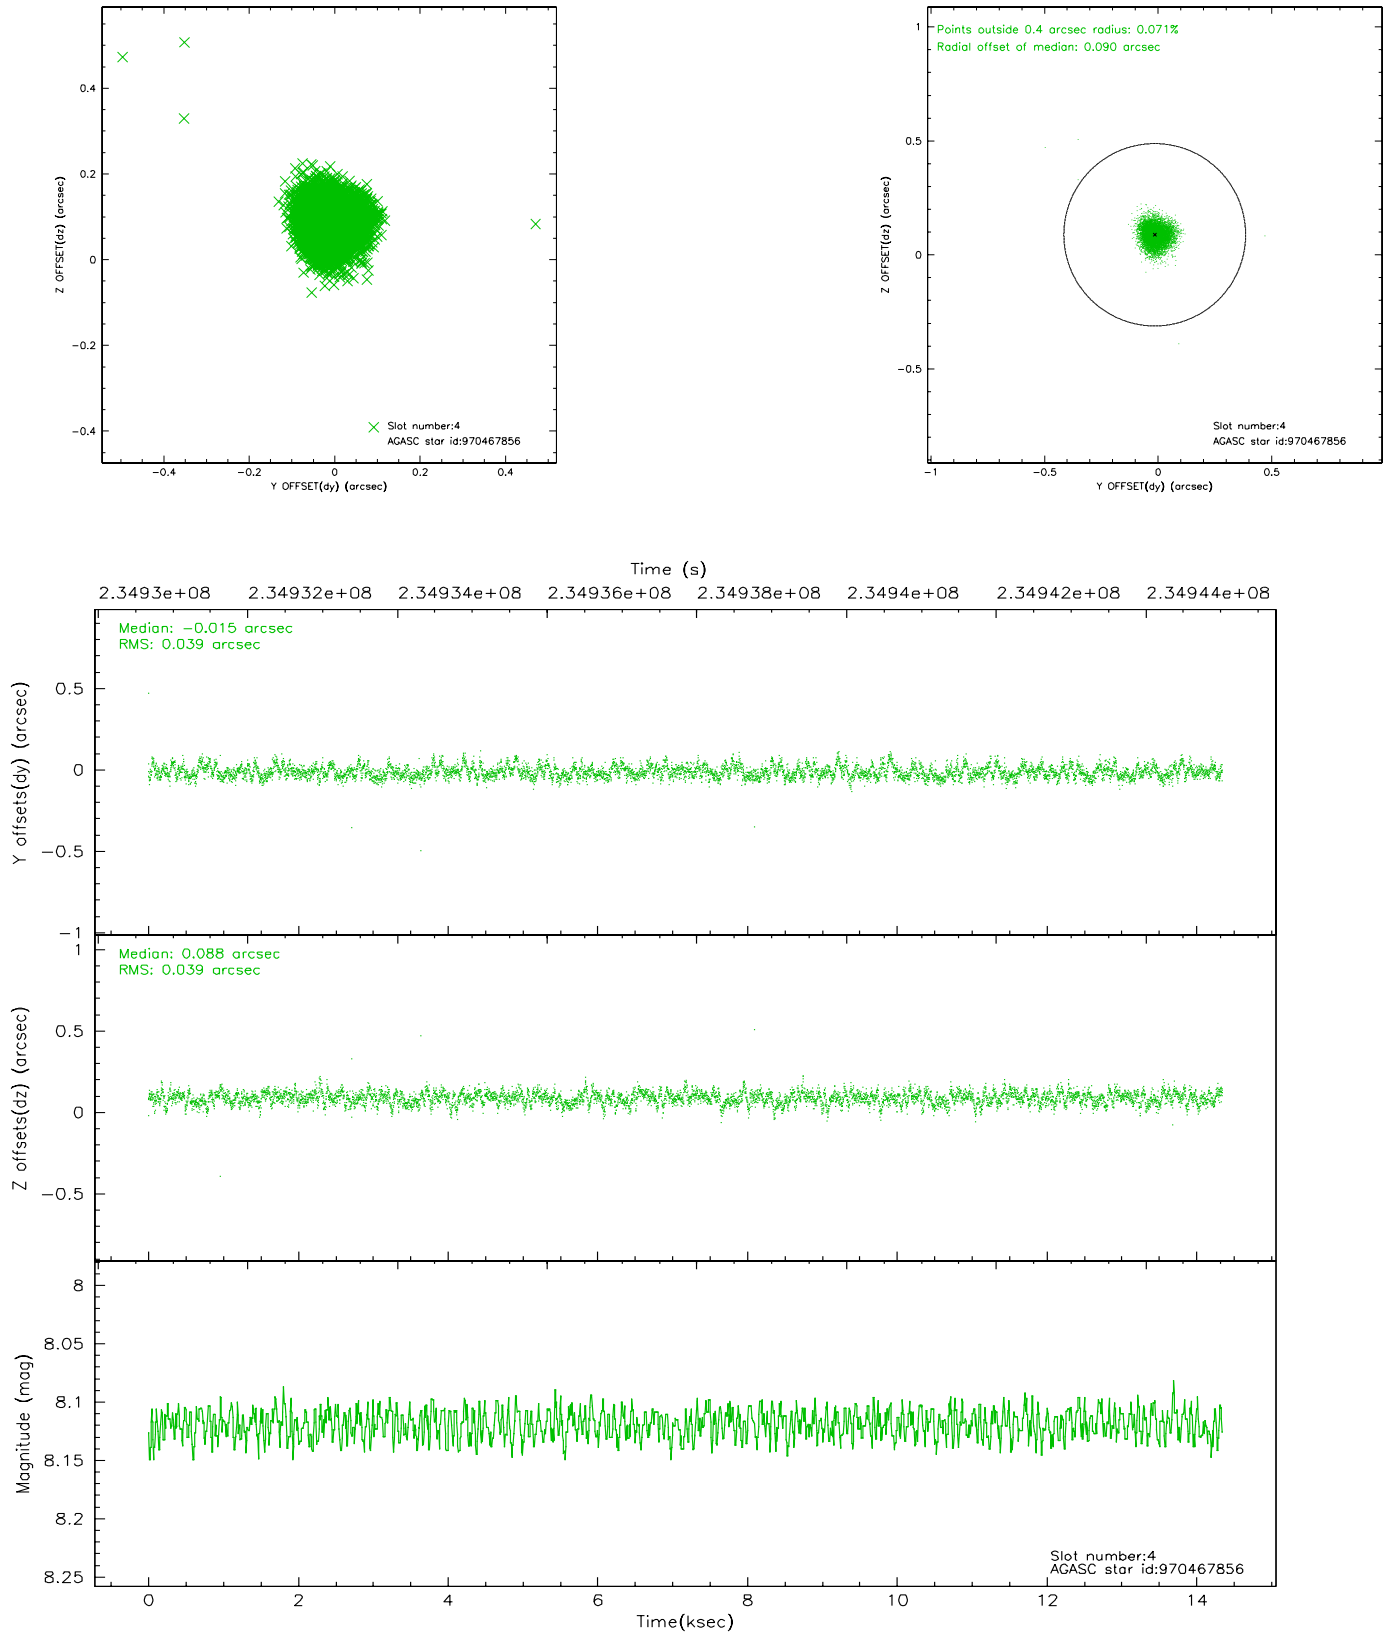 0.4
0.2
0
−0.2
−0.4
Z OFFSET(dz) (arcsec)
Slot number:4
AGASC star id:970467856
−0.4 −0.2 0 0.2 0.4
Y OFFSET(dy) (arcsec)
Points outside 0.4 arcsec radius: 0.071%
Radial offset of median: 0.090 arcsec
1
0.5
0
−0.5
Z OFFSET(dz) (arcsec)
Slot number:4
AGASC star id:970467856
−1 −0.5 0 0.5
Y OFFSET(dy) (arcsec)
Time (s)
2.3493e+08 2.34932e+08 2.34934e+08 2.34936e+08 2.34938e+08 2.3494e+08 2.34942e+08 2.34944e+08
Median: −0.015 arcsec
RMS: 0.039 arcsec
0.5
0
−0.5
−1
Y offsets(dy) (arcsec)
Median: 0.088 arcsec
RMS: 0.039 arcsec
1
0.5
0
−0.5
Z offsets(dz) (arcsec)
8
8.05
8.1
8.15
8.2
8.25
Magnitude (mag)
Slot number:4
AGASC star id:970467856
0 2 4 6 8 10 12 14
Time(ksec)